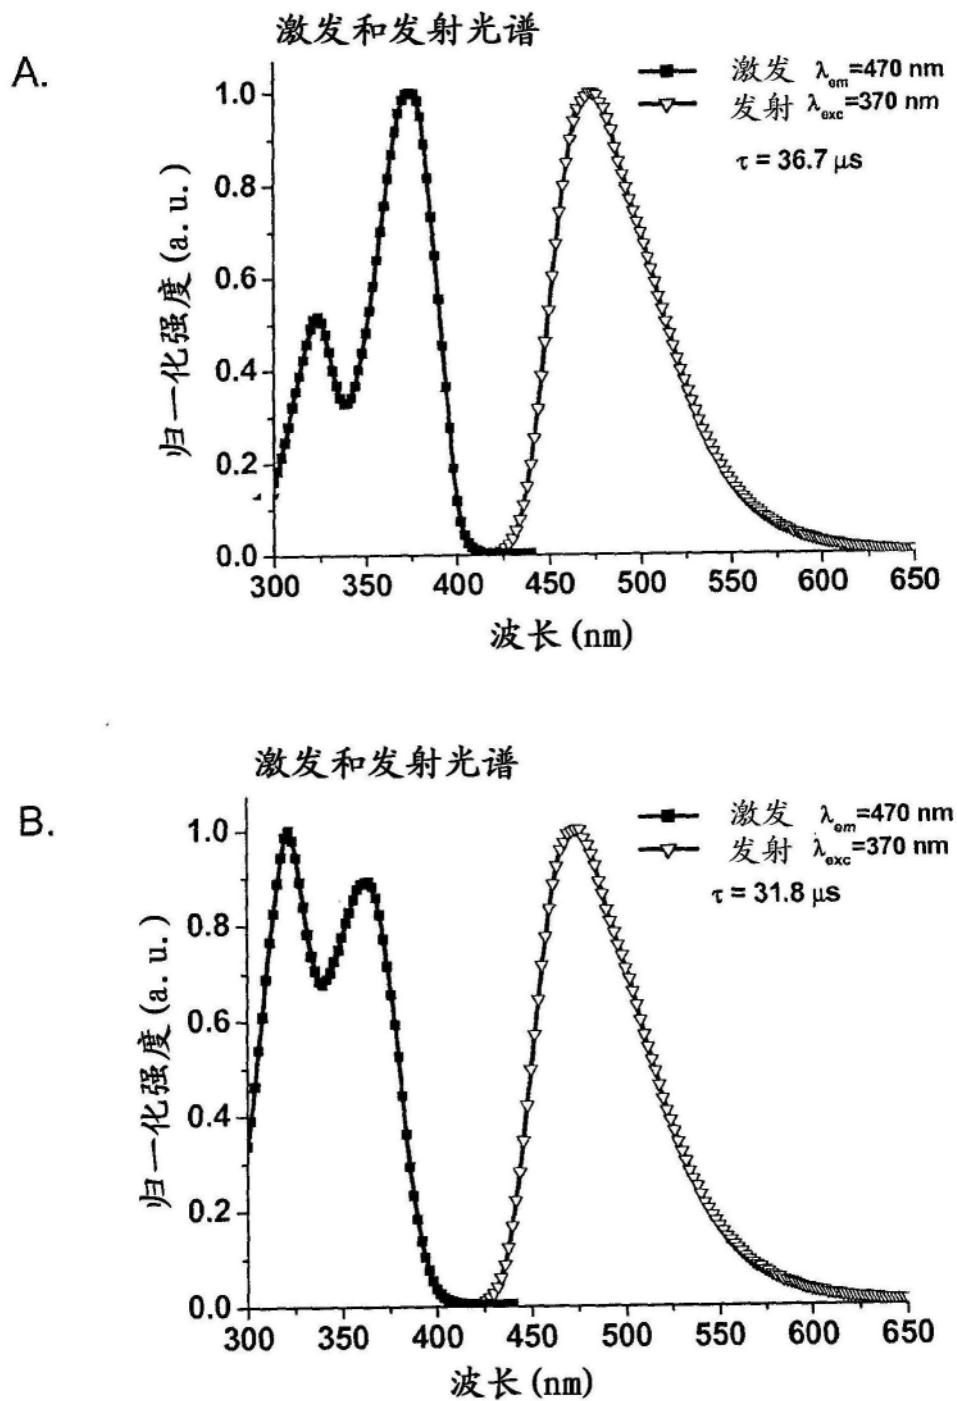 激发和发射光谱
A.
激发 λem=470 nm
发射 λexc=370 nm
τ = 36.7 μs
归一化强度(a. u.)
1.0
0.8
0.6
0.4
0.2
0.0
300 350 400 450 500 550 600 650
波长(nm)
激发和发射光谱
B.
激发 λem=470 nm
发射 λexc=370 nm
τ = 31.8 μs
归一化强度(a. u.)
1.0
0.8
0.6
0.4
0.2
0.0
300 350 400 450 500 550 600 650
波长(nm)